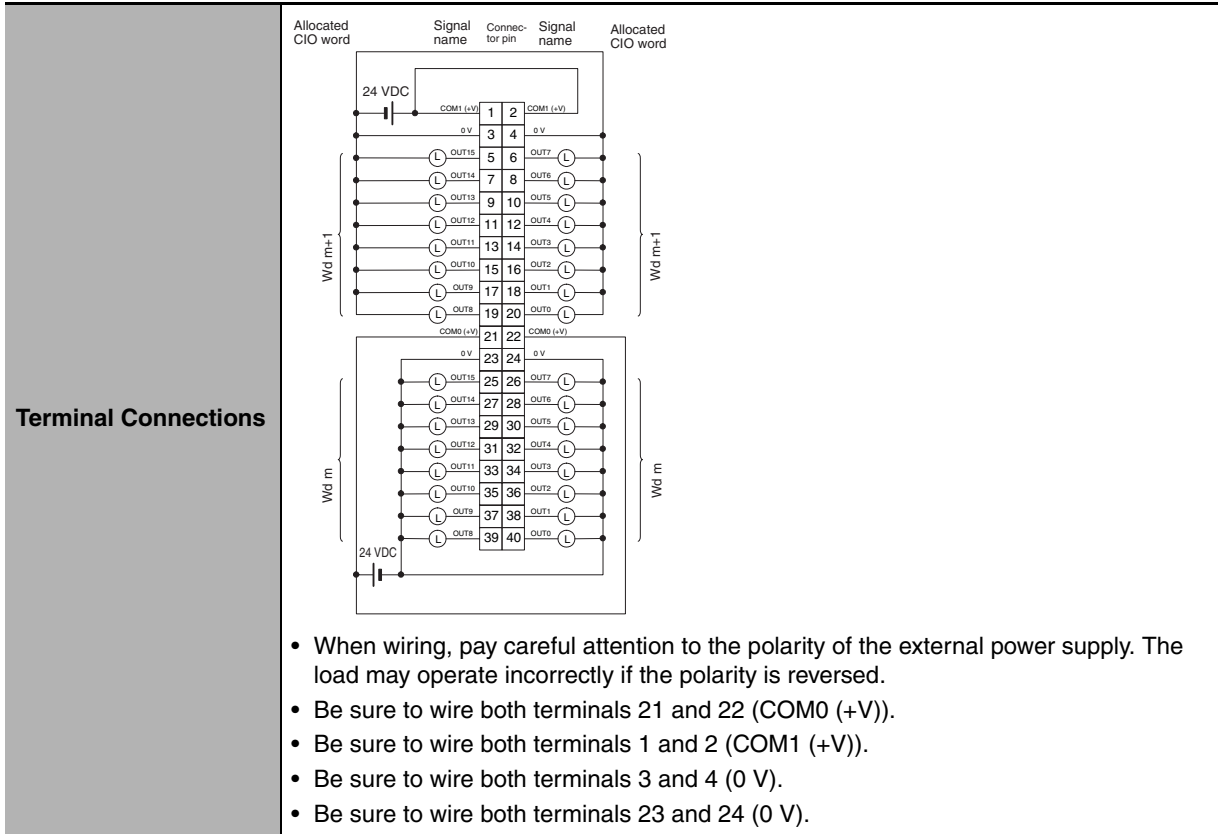 Terminal Connections
Allocated CIO word
Signal name
Connec-tor pin
Signal name
Allocated CIO word
24 VDC
COM1 (+V) 1 2 COM1 (+V)
0 V 3 4 0 V
L OUT15 5 6 OUT7 L
L OUT14 7 8 OUT6 L
L OUT13 9 10 OUT5 L
L OUT12 11 12 OUT4 L
L OUT11 13 14 OUT3 L
L OUT10 15 16 OUT2 L
L OUT9 17 18 OUT1 L
L OUT8 19 20 OUT0 L
Wd m+1
Wd m+1
COM0 (+V) 21 22 COM0 (+V)
0 V 23 24 0 V
L OUT15 25 26 OUT7 L
L OUT14 27 28 OUT6 L
L OUT13 29 30 OUT5 L
L OUT12 31 32 OUT4 L
L OUT11 33 34 OUT3 L
L OUT10 35 36 OUT2 L
L OUT9 37 38 OUT1 L
L OUT8 39 40 OUT0 L
Wd m
Wd m
24 VDC
• When wiring, pay careful attention to the polarity of the external power supply. The
load may operate incorrectly if the polarity is reversed.
• Be sure to wire both terminals 21 and 22 (COM0 (+V)).
• Be sure to wire both terminals 1 and 2 (COM1 (+V)).
• Be sure to wire both terminals 3 and 4 (0 V).
• Be sure to wire both terminals 23 and 24 (0 V).